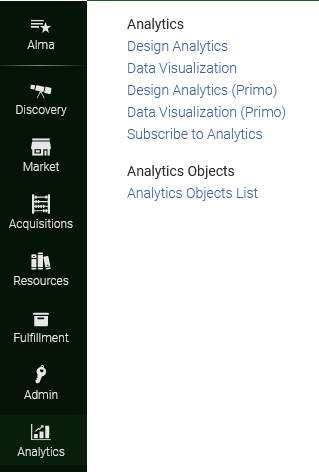 Alma
Discovery
Market
Acquisitions
Resources
Fulfillment
Admin
Analytics
Analytics
Design Analytics
Data Visualization
Design Analytics (Primo)
Data Visualization (Primo)
Subscribe to Analytics
Analytics Objects
Analytics Objects List